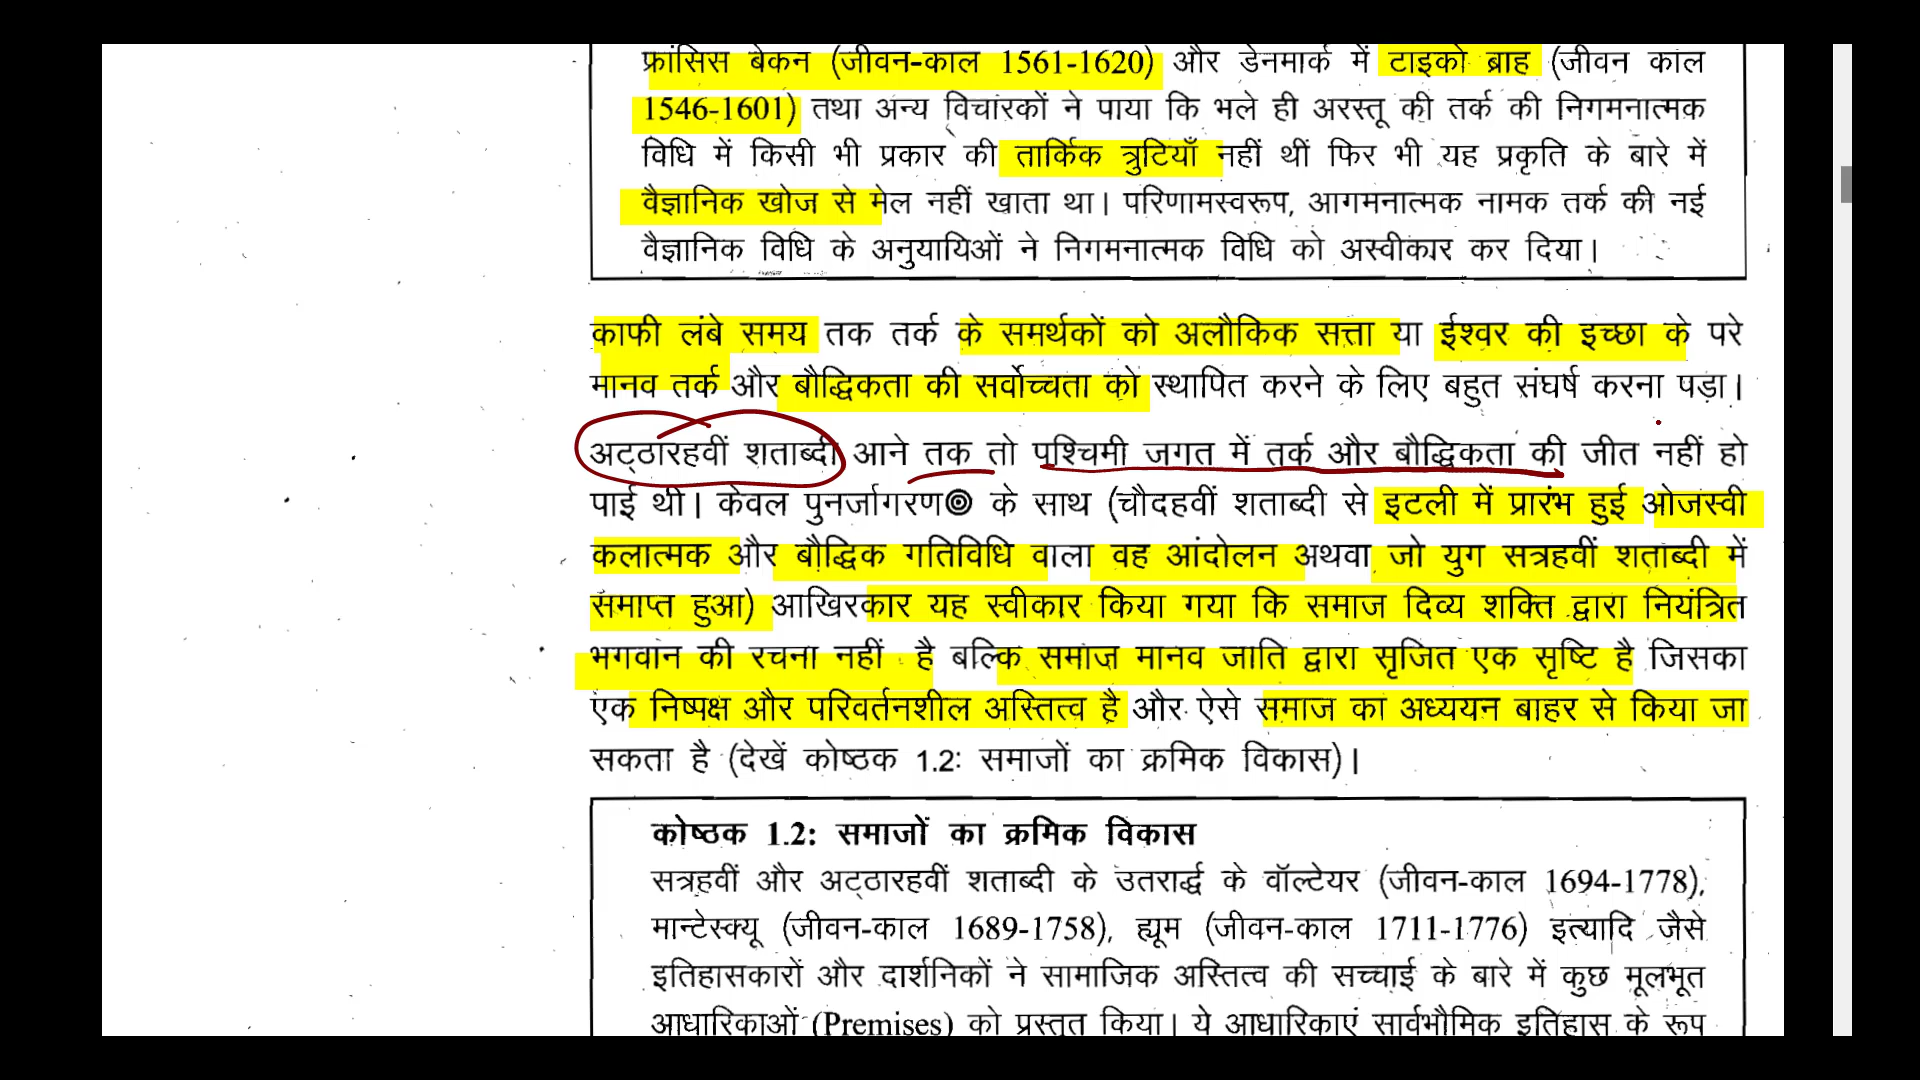 फ्रांसिस बेकन (जीवन-काल 1561-1620) और डेनमार्क में टाइको ब्राह (जीवन काल
1546-1601) तथा अन्य विचारकों ने पाया कि भले ही अरस्तू की तर्क की निगमनात्मक
विधि में किसी भी प्रकार की तार्किक त्रुटियाँ नहीं थीं फिर भी यह प्रकृति के बारे में
वैज्ञानिक खोज से मेल नहीं खाता था। परिणामस्वरूप, आगमनात्मक नामक तर्क की नई
वैज्ञानिक विधि के अनुयायिओं ने निगमनात्मक विधि को अस्वीकार कर दिया।
काफी लंबे समय तक तर्क के समर्थकों को अलौकिक सत्ता या ईश्वर की इच्छा के परे
मानव तर्क और बौद्धिकता की सर्वोच्चता को स्थापित करने के लिए बहुत संघर्ष करना पड़ा।
अट्ठारहवीं शताब्दी आने तक तो पश्चिमी जगत में तर्क और बौद्धिकता की जीत नहीं हो
पाई थी। केवल पुनर्जागरण के साथ (चौदहवीं शताब्दी से इटली में प्रारंभ हुई ओजस्वी
कलात्मक और बौद्धिक गतिविधि वाला वह आंदोलन अथवा जो युग सत्रहवीं शताब्दी में
समाप्त हुआ) आखिरकार यह स्वीकार किया गया कि समाज दिव्य शक्ति द्वारा नियंत्रित
भगवान की रचना नहीं है बल्कि समाज मानव जाति द्वारा सृजित एक सृष्टि है जिसका
एक निष्पक्ष और परिवर्तनशील अस्तित्व है और ऐसे समाज का अध्ययन बाहर से किया जा
सकता है (देखें कोष्ठक 1.2: समाजों का क्रमिक विकास)।
कोष्ठक 1.2: समाजों का क्रमिक विकास
सत्रहवीं और अट्ठारहवीं शताब्दी के उतरार्द्ध के वॉल्टेयर (जीवन-काल 1694-1778),
मान्टेस्क्यू (जीवन-काल 1689-1758), ह्यूम (जीवन-काल 1711-1776) इत्यादि जैसे
इतिहासकारों और दार्शनिकों ने सामाजिक अस्तित्व की सच्चाई के बारे में कुछ मूलभूत
आधारिकाओं (Premises) को प्रस्तुत किया। ये आधारिकाएं सार्वभौमिक इतिहास के रूप